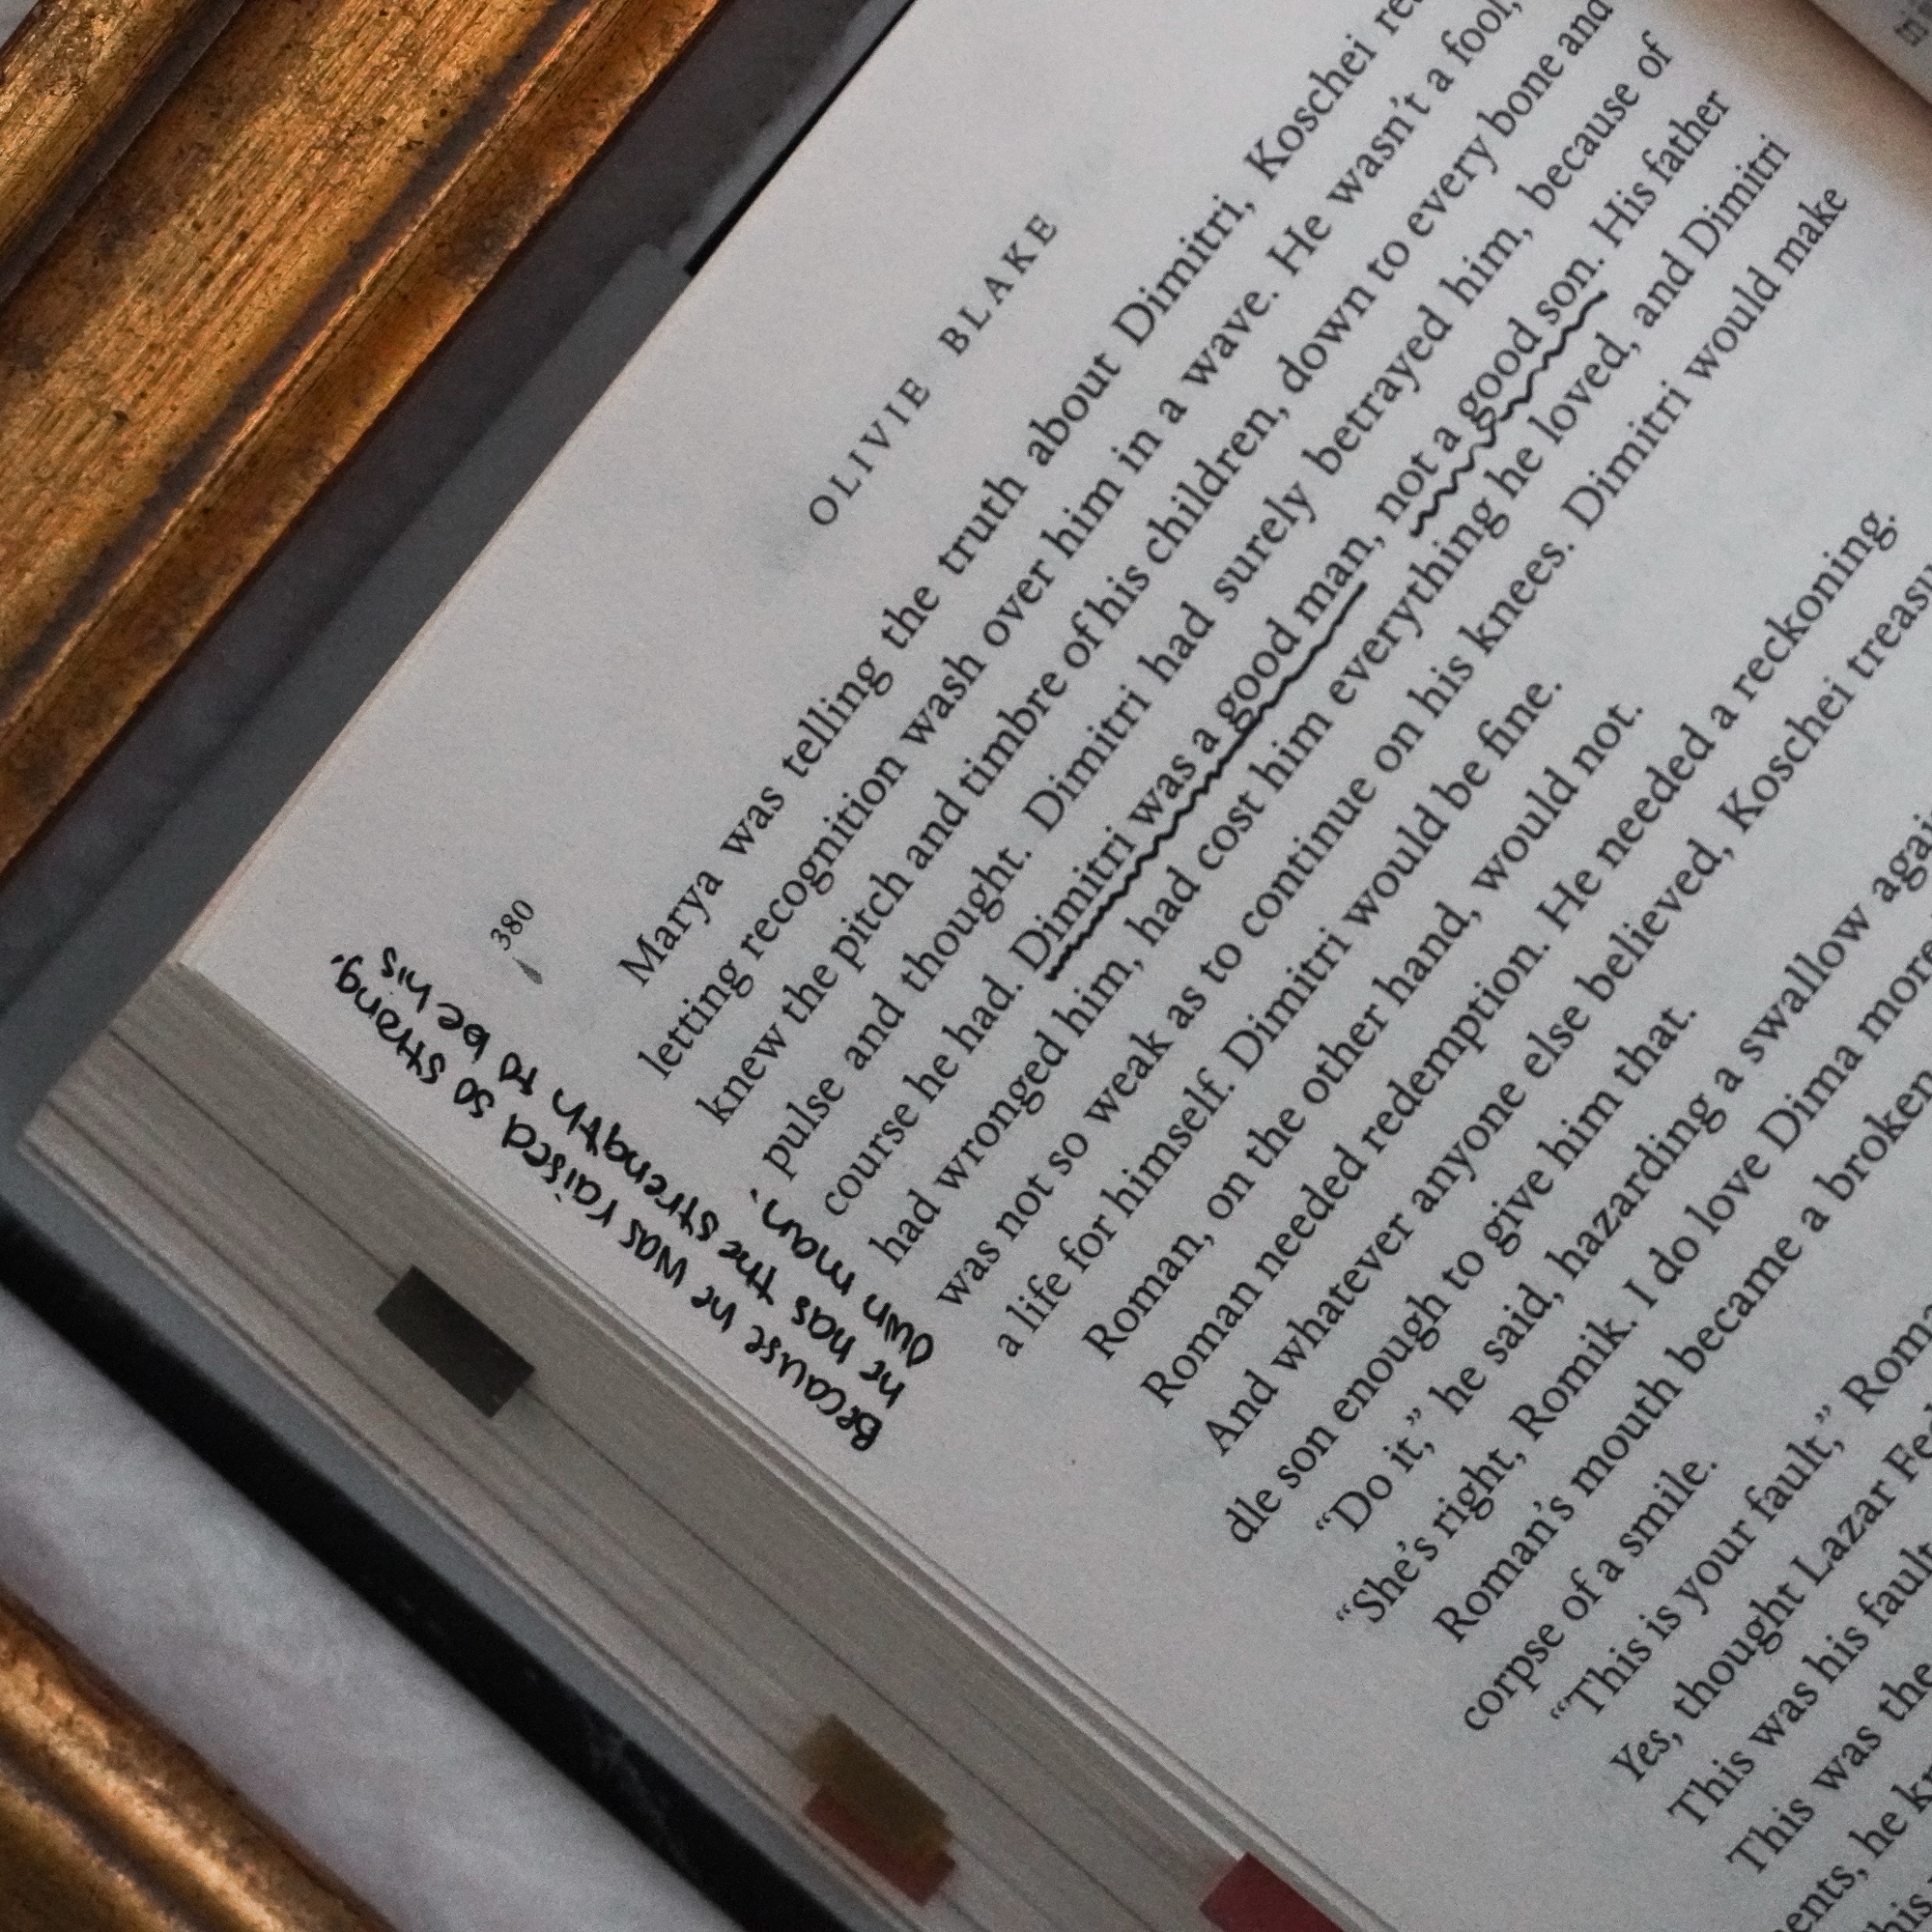 380
OLIVIE BLAKE
Marya was telling the truth about Dimitri, Koschei
letting recognition wash over him in a wave. He wasn't a fool,
knew the pitch and timbre of his children, down to every bone and
pulse and thought. Dimitri had surely betrayed him, because of
course he had. Dimitri was a good man, not a good son. His father
had wronged him, had cost him everything he loved, and Dimitri
was not so weak as to continue on his knees. Dimitri would make
a life for himself. Dimitri would be fine.
Roman, on the other hand, would not.
Roman needed redemption. He needed a reckoning.
And whatever anyone else believed, Koschei
dle son enough to give him that.
“Do it,” he said, hazarding a swallow
“She's right, Romik. I do love Dima more
Roman's mouth became a broken
corpse of a smile.
“This is your fault,”
Yes, thought Lazar
This was his fault
This was the
he
Because he was raised so strong.
he has the strength to be his
own man.